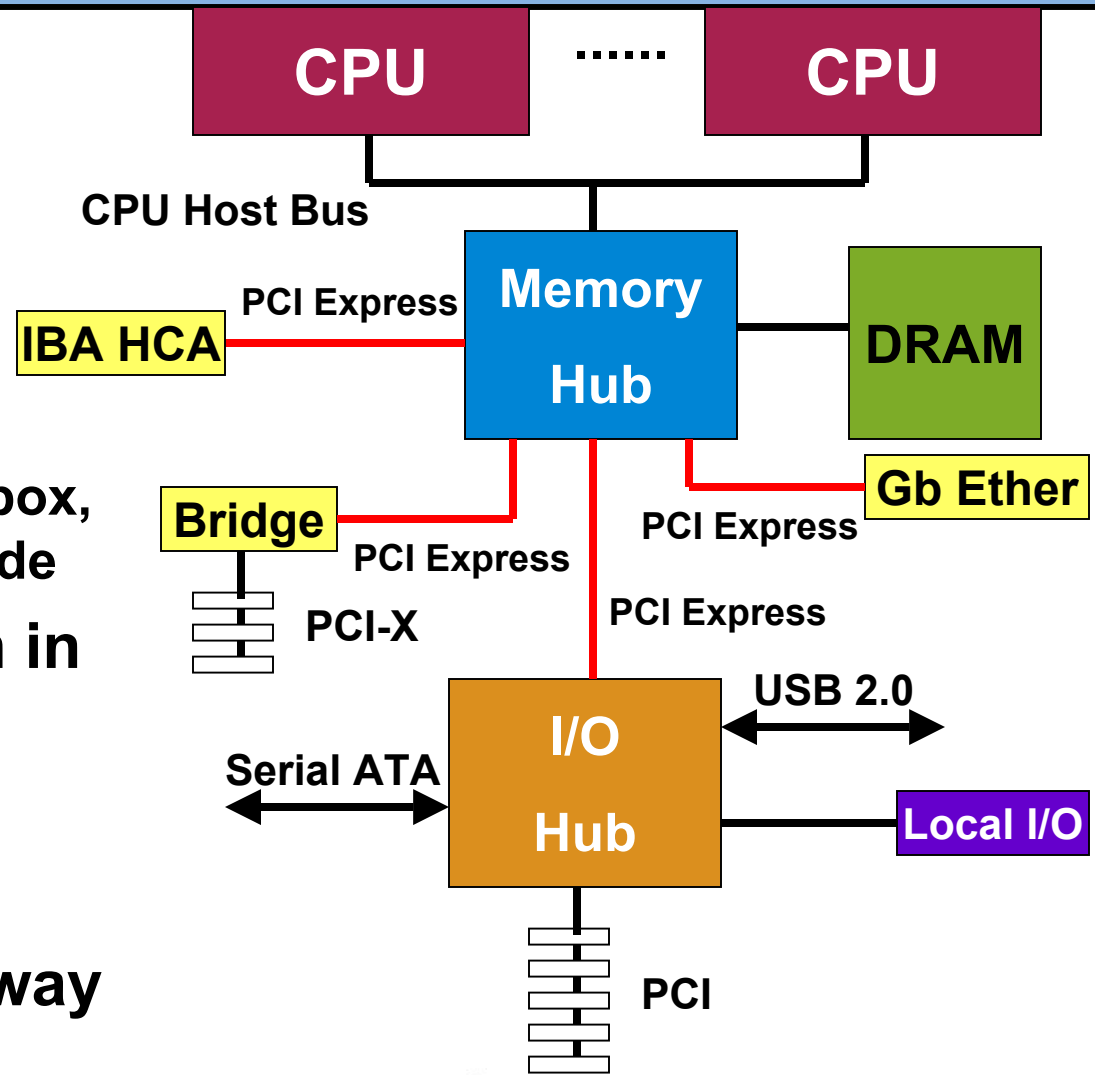 CPU
......
CPU
CPU Host Bus
Memory
Hub
PCI Express
IBA HCA
DRAM
box,
de
in
Bridge
PCI Express
Gb Ether
PCI Express
PCI-X
PCI Express
I/O
Hub
USB 2.0
Serial ATA
Local I/O
way
PCI